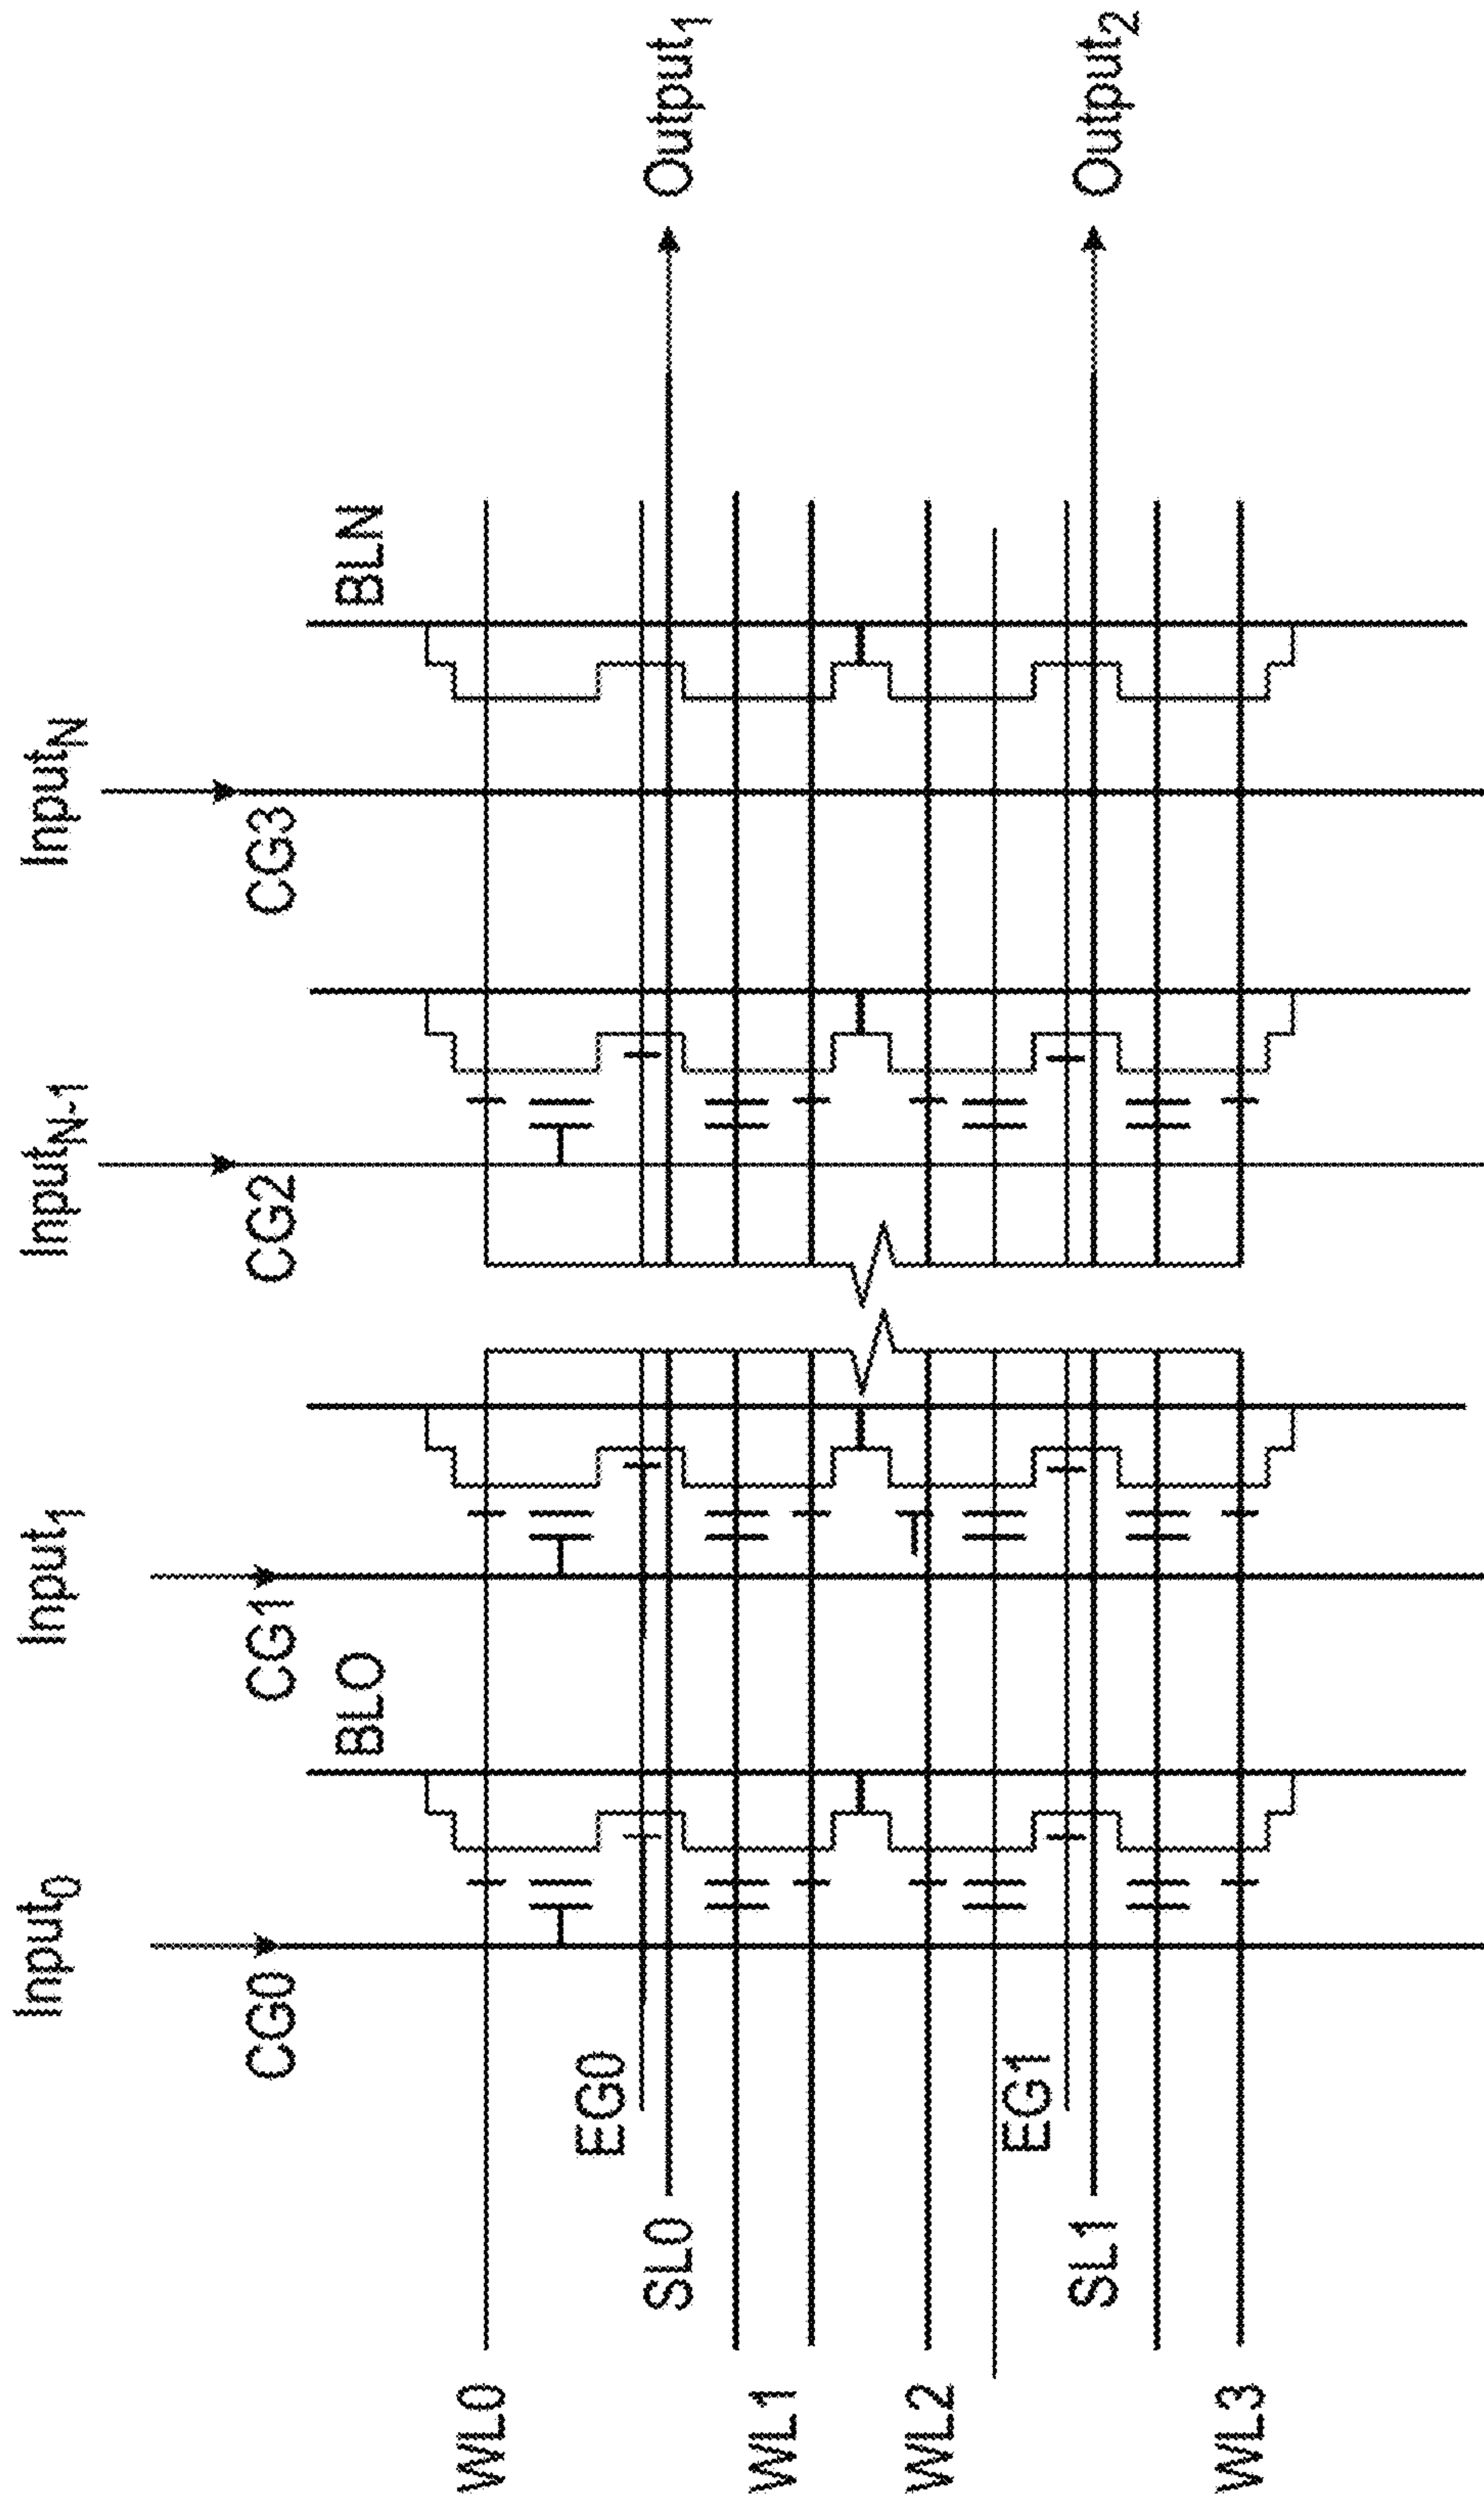 Input0
Input1
InputN-1
InputN
CG0
CG1
CG2
CG3
BLO
BLN
WL0
EG0
SL0
Output1
WL1
WL2
EG1
SL1
Output2
WL3